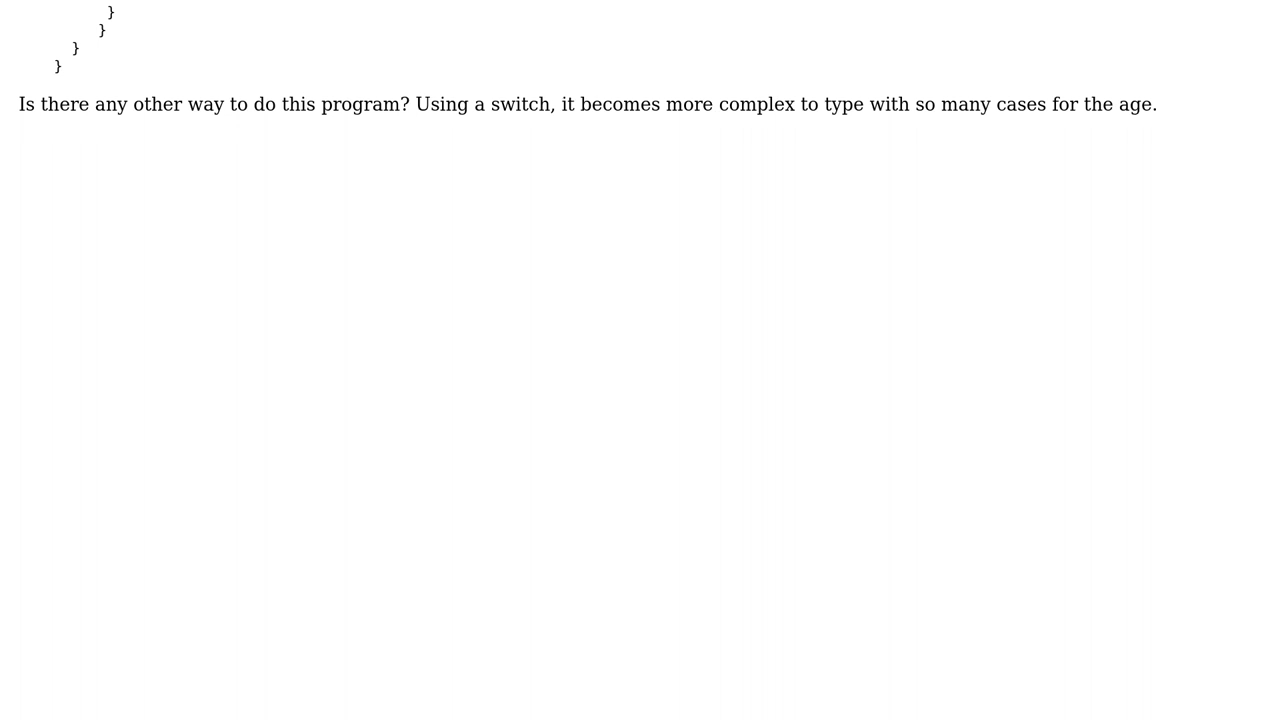 }
}
}
}
Is there any other way to do this program? Using a switch, it becomes more complex to type with so many cases for the age.